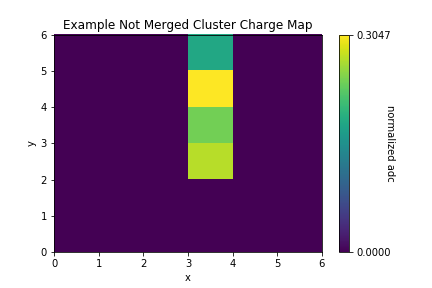 Example Not Merged Cluster Charge Map
6
5
4
3
2
1
0
y
0 1 2 3 4 5 6
x
0.3047
0.0000
normalized adc